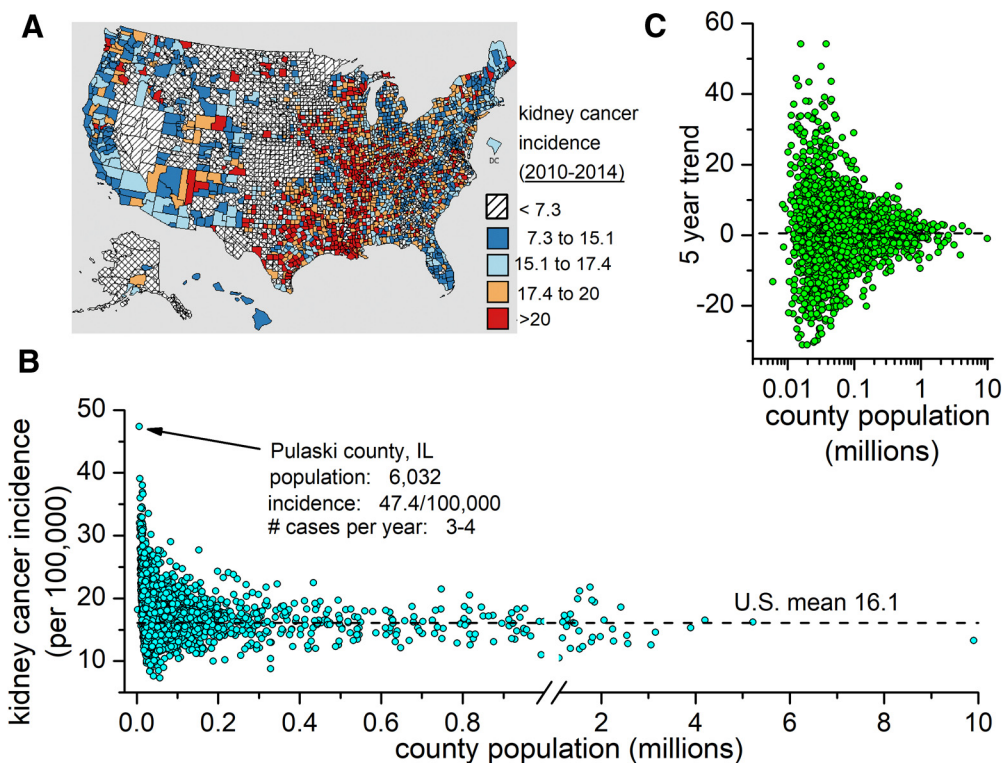 A
kidney cancer
incidence
(2010-2014)
DC
< 7.3
7.3 to 15.1
15.1 to 17.4
17.4 to 20
>20
C
5 year trend
60
40
20
0
-20
0.01 0.1 1 10
county population
(millions)
B
kidney cancer incidence
(per 100,000)
50
40
30
20
10
Pulaski county, IL
population: 6,032
incidence: 47.4/100,000
# cases per year: 3-4
U.S. mean 16.1
0.0 0.2 0.4 0.6 0.8 2 4 6 8 10
county population (millions)